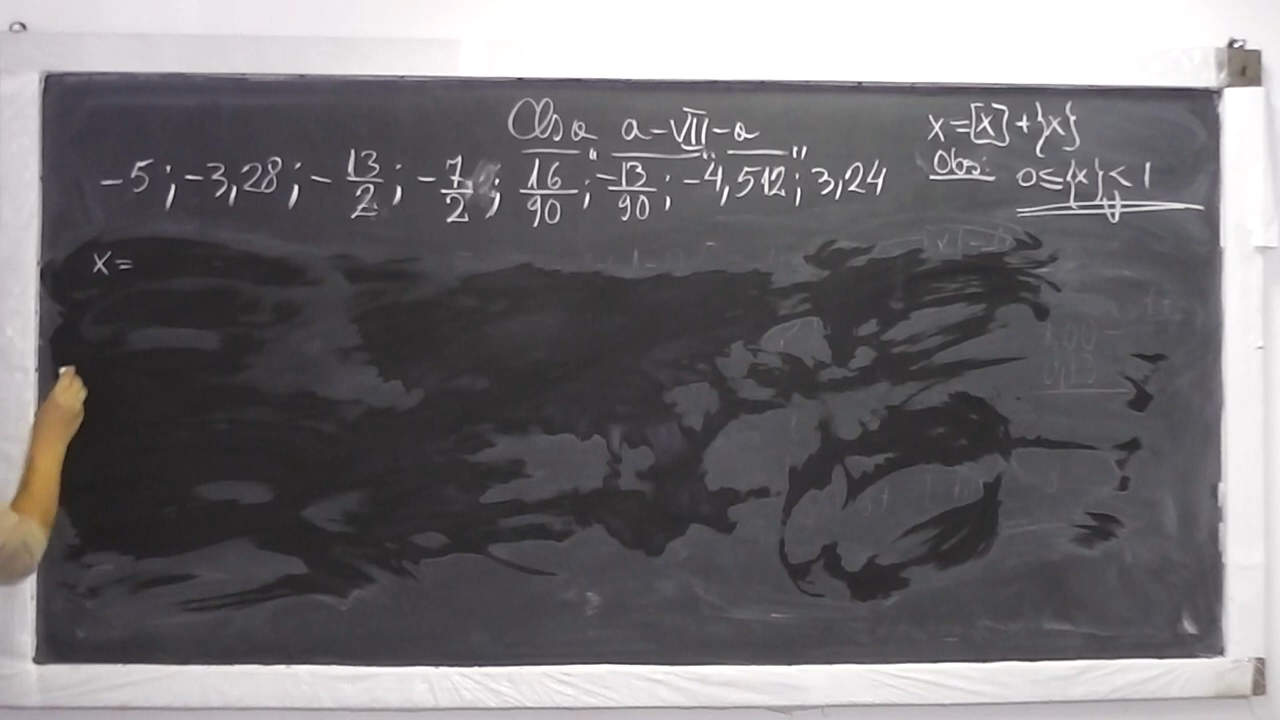 Clasa a-VII-a
-5; -3,28; -13/2; -7/2; 16/90; -13/90; -4,512; 3,24
x=[x]+{x}
Obs: 0≤{x}<1
x=